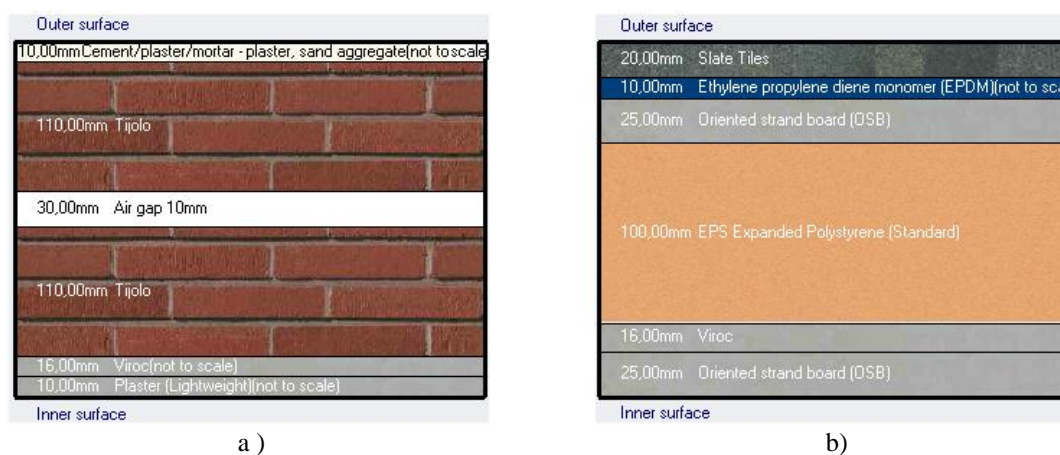 Outer surface
10,00mm Cement/plaster/mortar - plaster, sand aggregate(not to scale
110,00mm Tijolo
30,00mm Air gap 10mm
110,00mm Tijolo
16,00mm Viroc(not to scale)
10,00mm Plaster (Lightweight)(not to scale)
Inner surface
a )
Outer surface
20,00mm Slate Tiles
10,00mm Ethylene propylene diene monomer (EPDM)(not to sca
25,00mm Oriented strand board (OSB)
100,00mm EPS Expanded Polystyrene (Standard)
16,00mm Viroc
25,00mm Oriented strand board (OSB)
Inner surface
b)